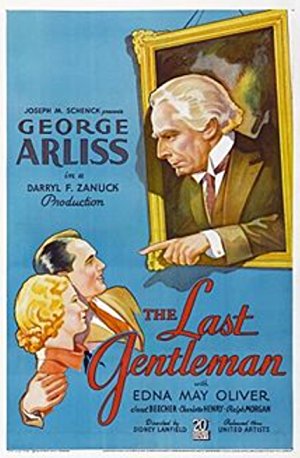 JOSEPH M. SCHENCK presents
GEORGE
ARLISS
in a
DARRYL F. ZANUCK
Production
THE Last
Gentleman
with
EDNA MAY OLIVER
Janet BEECHER · Charlotte HENRY · Ralph MORGAN
Directed by
SIDNEY LANFIELD
20
Released thru
UNITED ARTISTS